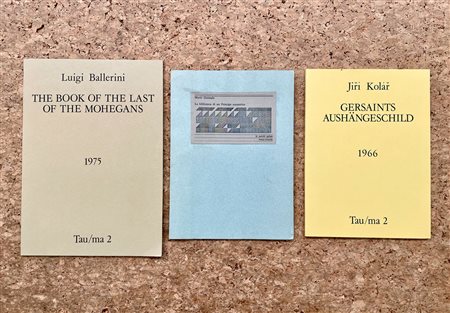 Luigi Ballerini
THE BOOK OF THE LAST
OF THE MOHEGANS
1975
Tau/ma 2
Jiří Kolář
GERSAINTS
AUSHÄNGESCHILD
1966
Tau/ma 2